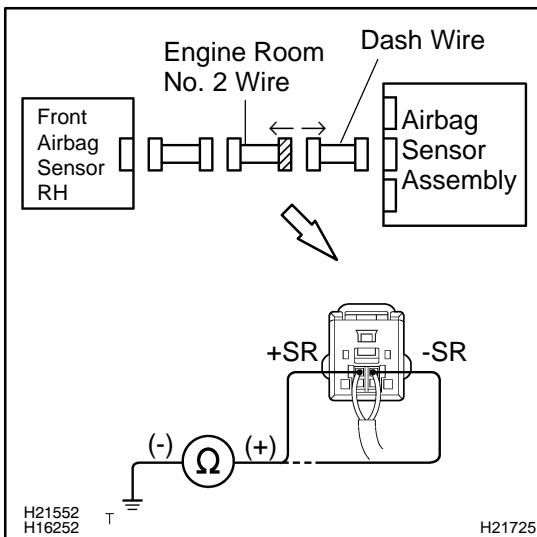 Engine Room
No. 2 Wire
Dash Wire
Front
Airbag
Sensor
RH
Airbag
Sensor
Assembly
+SR
-SR
(-)
Ω
(+)
H21552
H16252
T
H21725